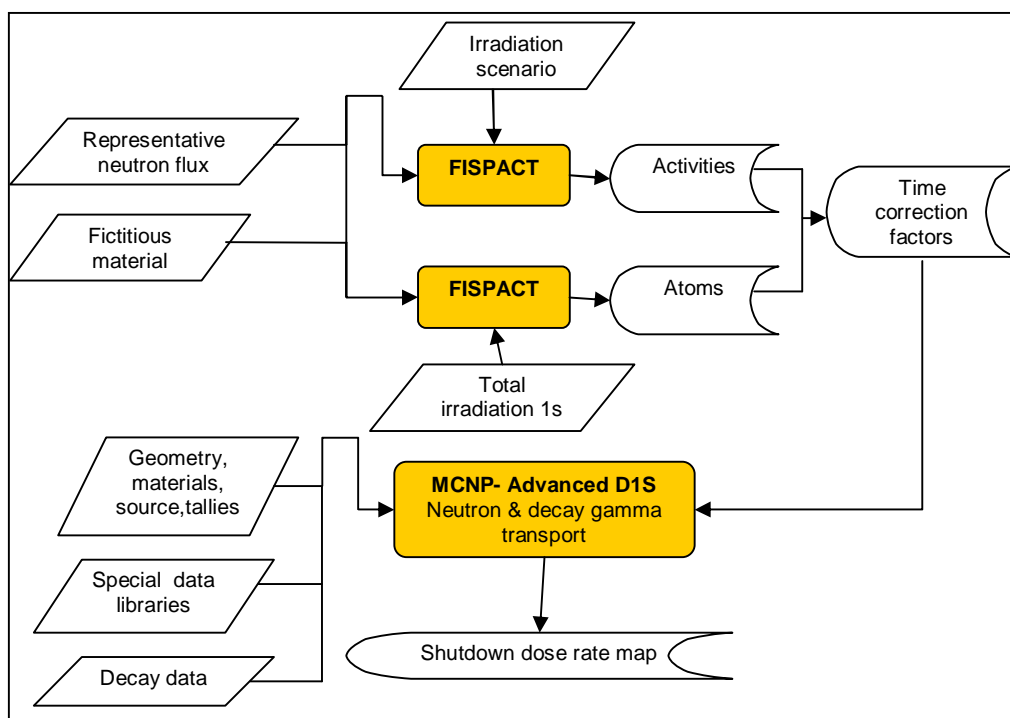 Irradiation
scenario
Representative
neutron flux
FISPACT
Activities
Time
correction
factors
Fictitious
material
FISPACT
Atoms
Total
irradiation 1s
Geometry,
materials,
source,tallies
MCNP- Advanced D1S
Neutron & decay gamma
transport
Special data
libraries
Shutdown dose rate map
Decay data